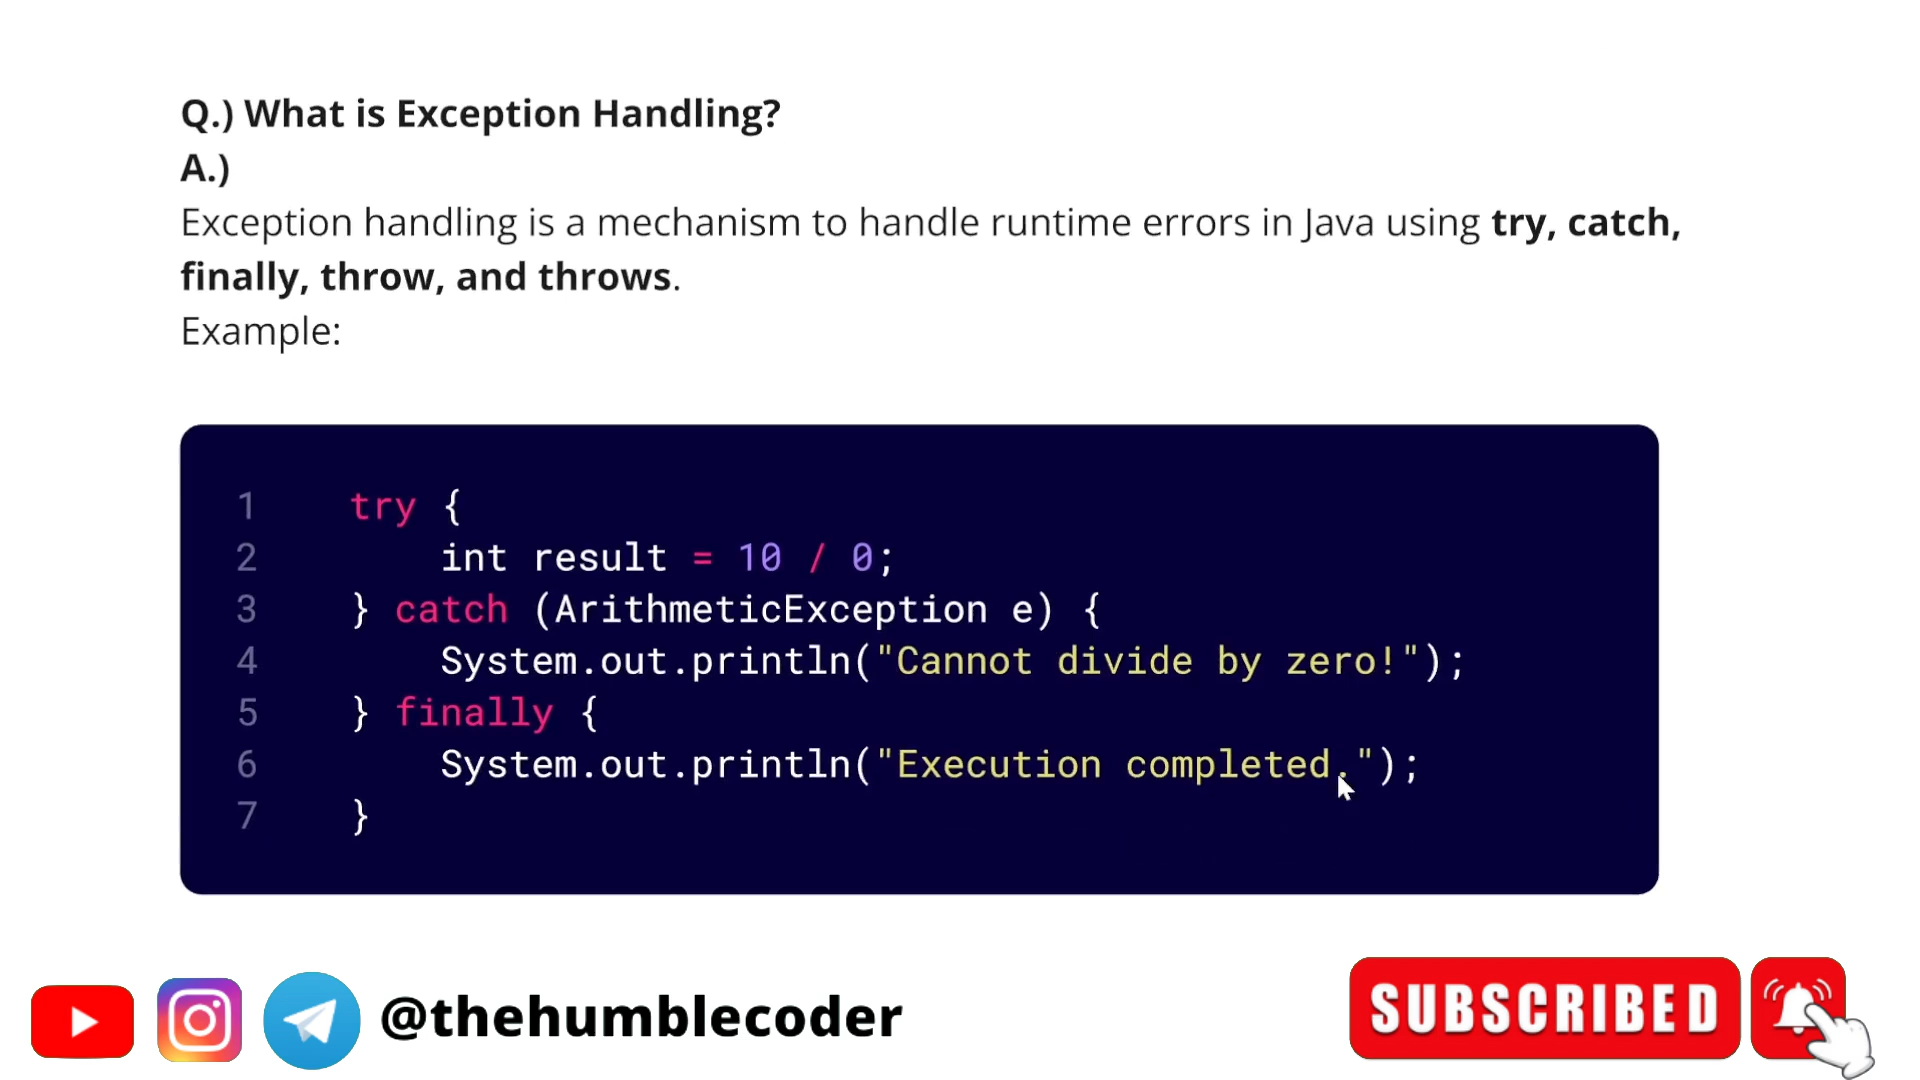 Q.) What is Exception Handling?
A.)
Exception handling is a mechanism to handle runtime errors in Java using try, catch,
finally, throw, and throws.
Example:
1 try {
2 int result = 10 / 0;
3 } catch (ArithmeticException e) {
4 System.out.println("Cannot divide by zero!");
5 } finally {
6 System.out.println("Execution completed.");
7 }
@thehumblecoder
SUBSCRIBED